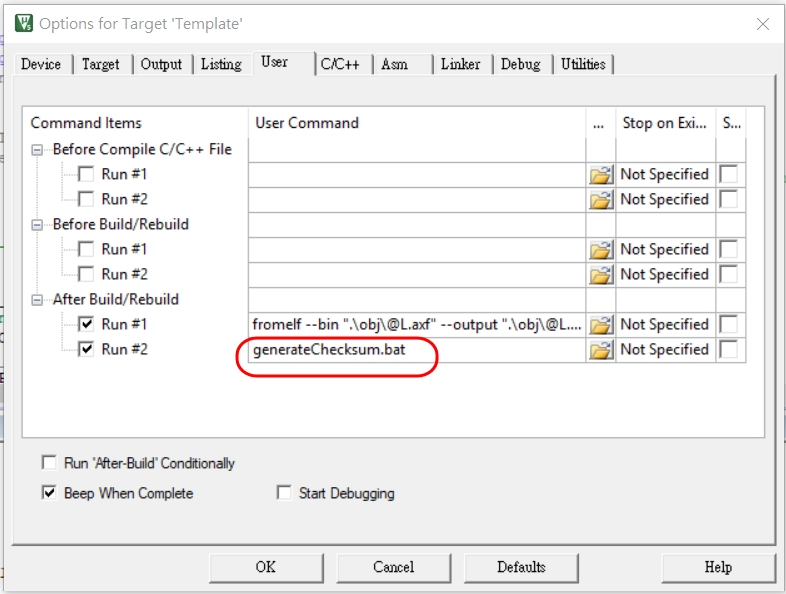 Options for Target 'Template'
Device Target Output Listing User C/C++ Asm Linker Debug Utilities
Command Items User Command ... Stop on Exi... S...
Before Compile C/C++ File
Run #1 Not Specified
Run #2 Not Specified
Before Build/Rebuild
Run #1 Not Specified
Run #2 Not Specified
After Build/Rebuild
Run #1 fromelf --bin ".\obj\@L.axf" --output ".\obj\@L.... Not Specified
Run #2 generateChecksum.bat Not Specified
Run 'After-Build' Conditionally
Beep When Complete Start Debugging
OK Cancel Defaults Help